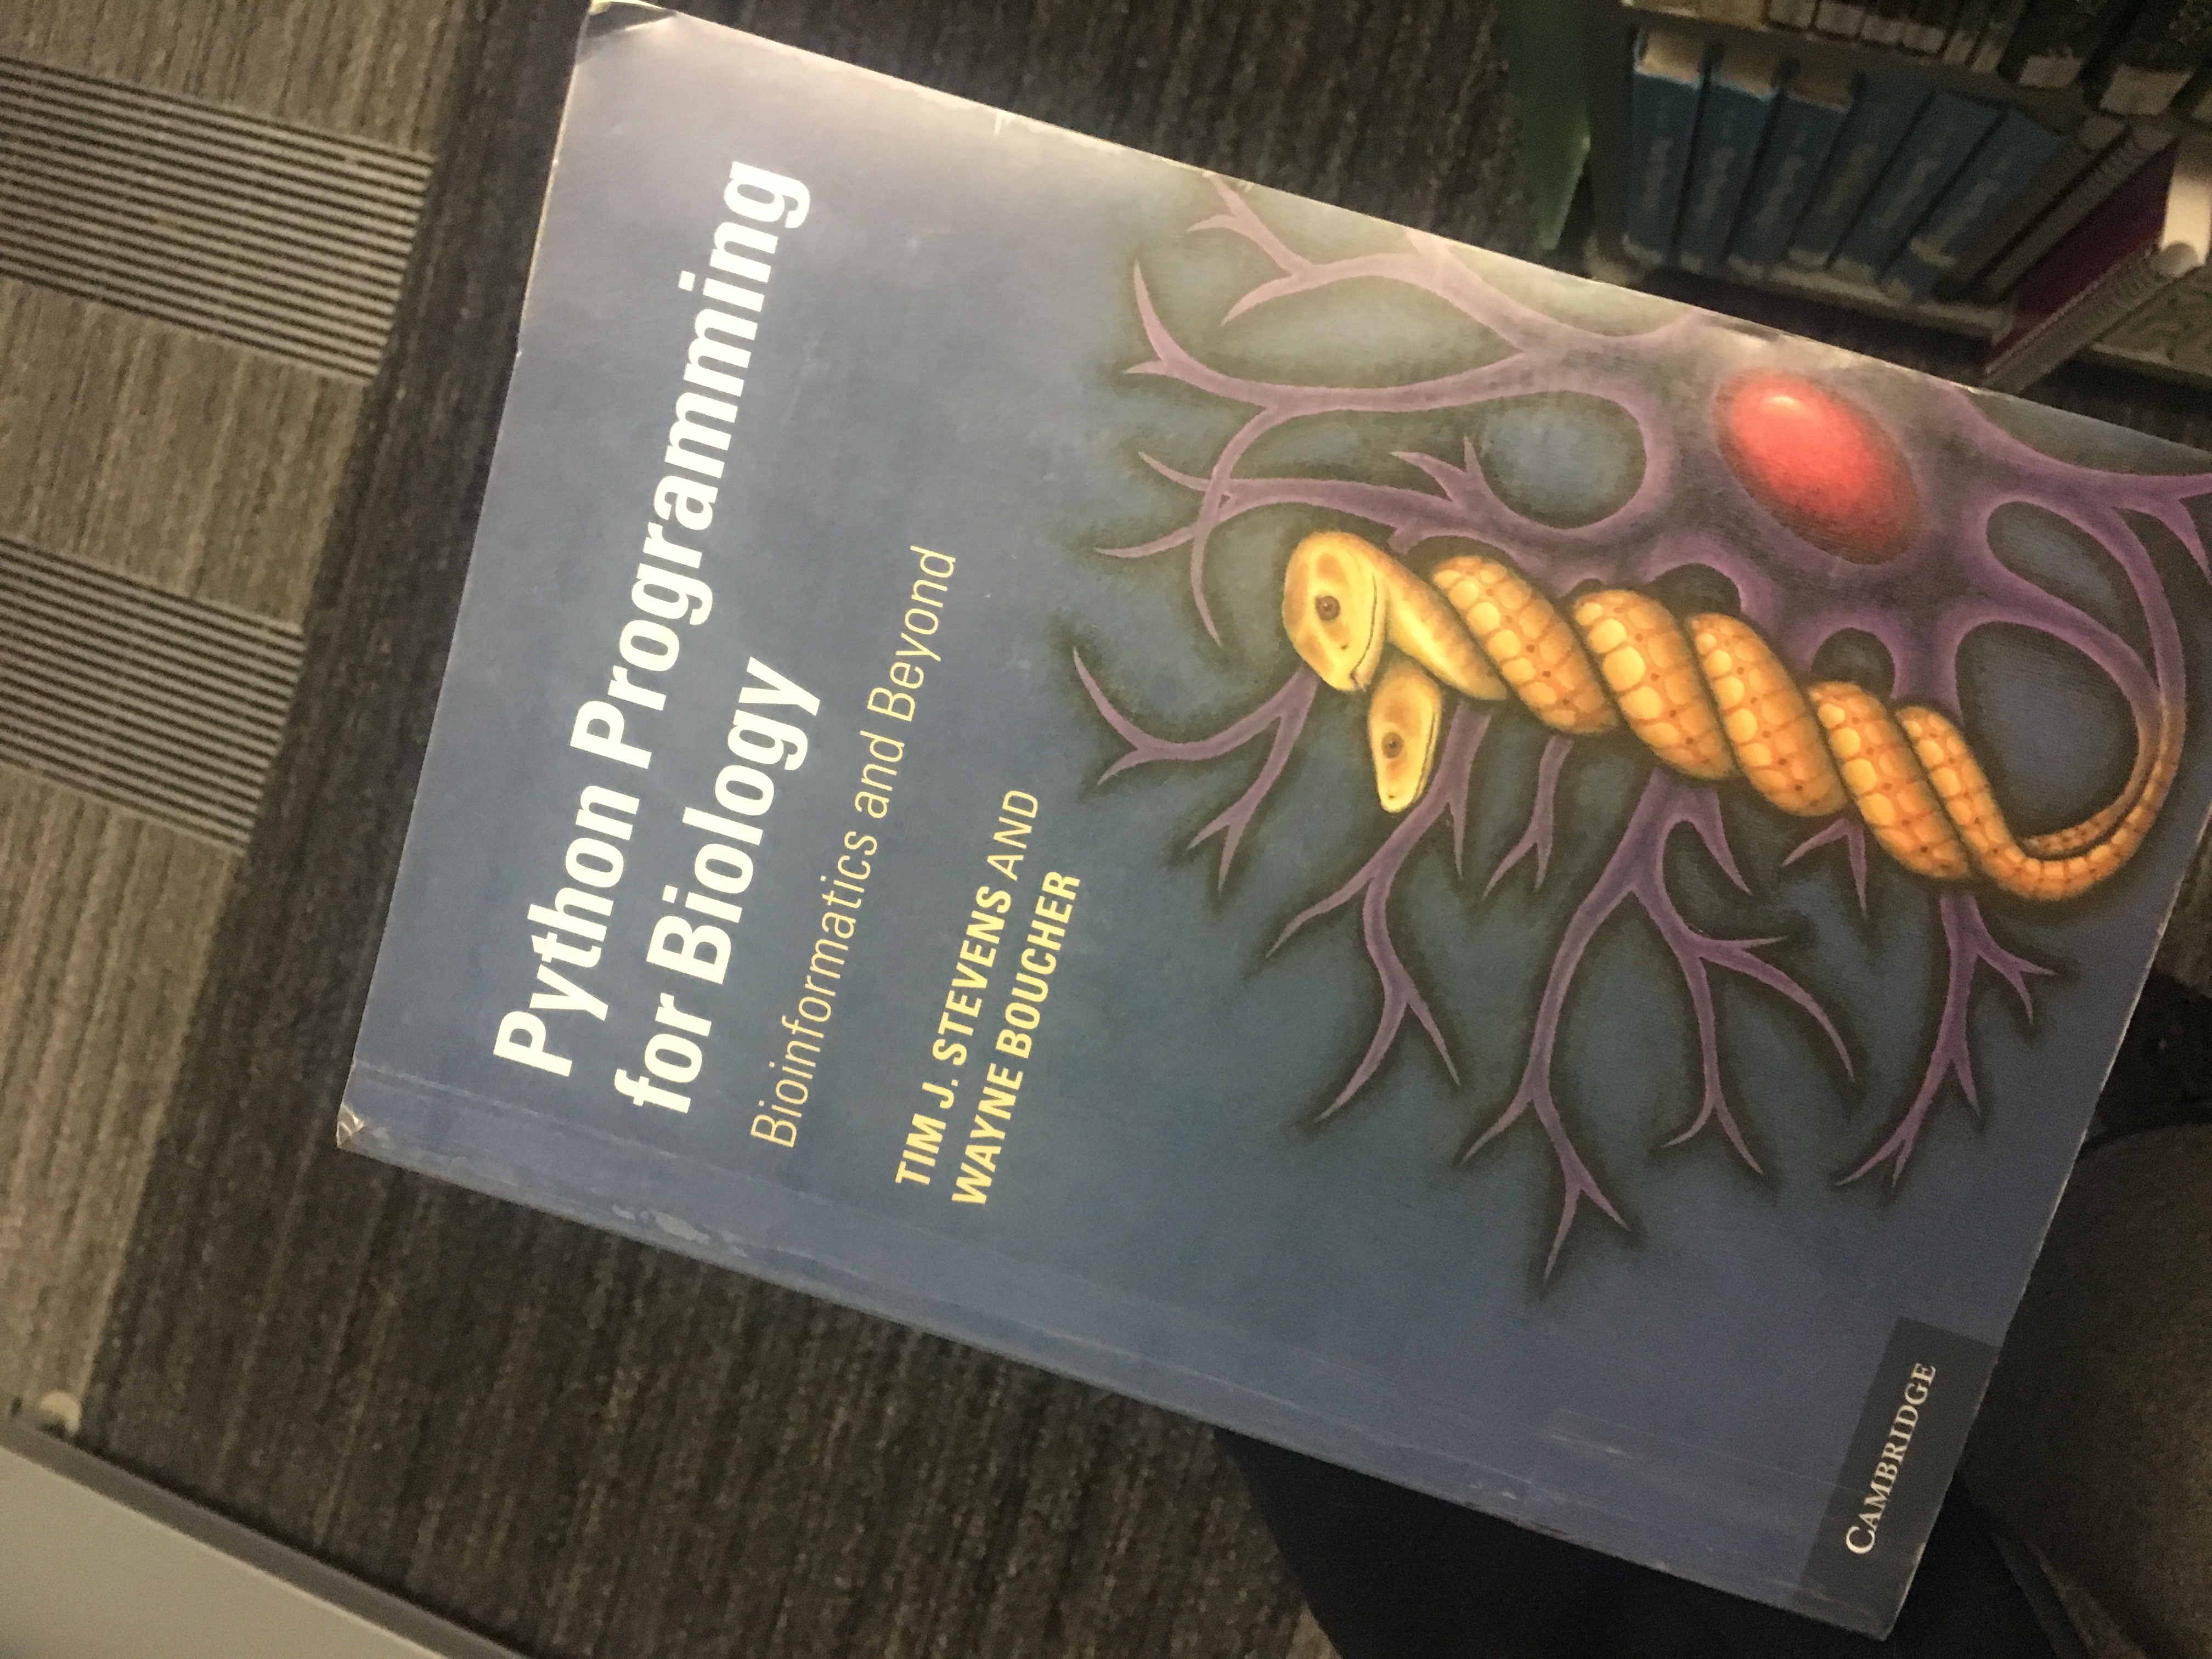 Python Programming
for Biology
Bioinformatics and Beyond
TIM J. STEVENS AND
WAYNE BOUCHER
CAMBRIDGE